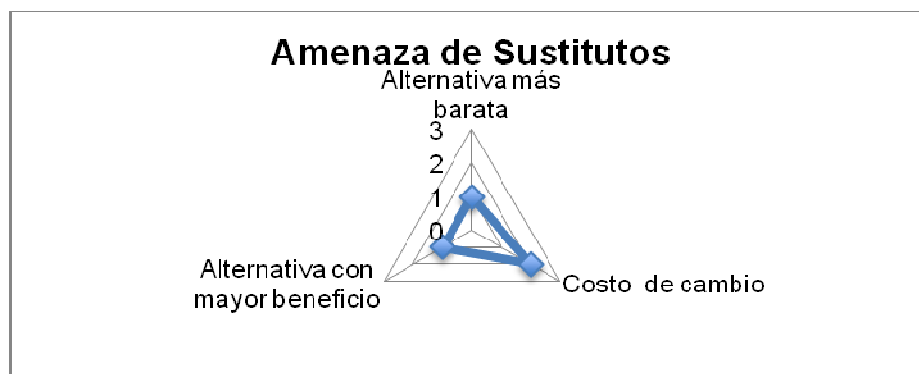 Amenaza de Sustitutos
Alternativa más
barata
3
2
1
0
Alternativa con
mayor beneficio
Costo de cambio